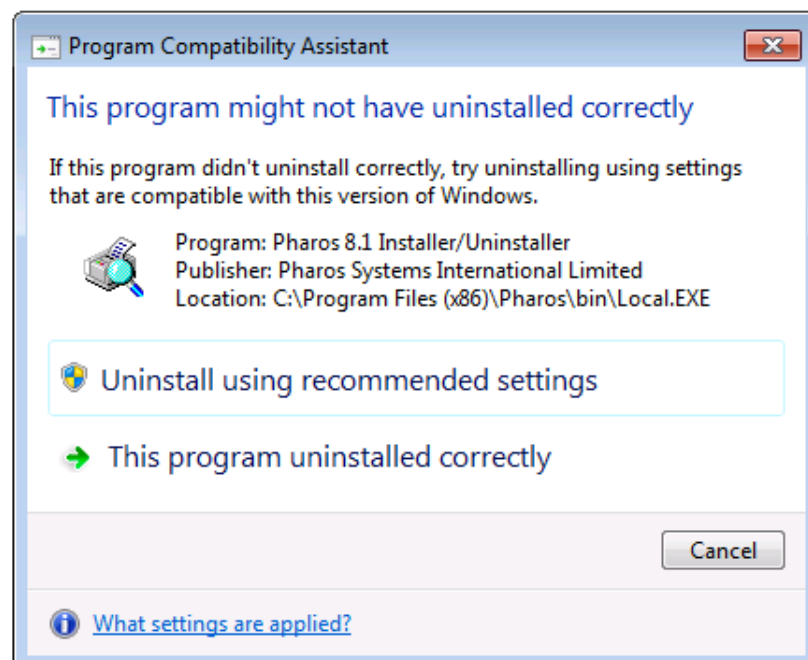 Program Compatibility Assistant
This program might not have uninstalled correctly
If this program didn't uninstall correctly, try uninstalling using settings
that are compatible with this version of Windows.
Program: Pharos 8.1 Installer/Uninstaller
Publisher: Pharos Systems International Limited
Location: C:\Program Files (x86)\Pharos\bin\Local.EXE
Uninstall using recommended settings
This program uninstalled correctly
Cancel
What settings are applied?